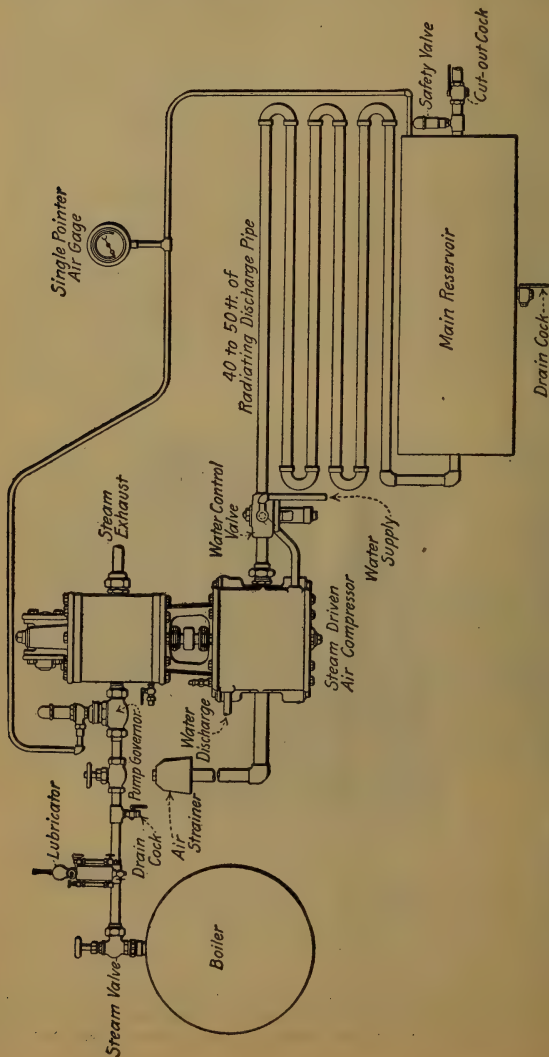 Single Pointer
Air Gage
Safety Valve
Cut-out Cock
40 to 50 ft. of
Radiating Discharge Pipe
Main Reservoir
Drain Cock
Steam
Exhaust
Water Control
Valve
Water
Supply
Steam Driven
Air Compressor
Water
Discharge
Pump Governor
Lubricator
Drain
Cock
Air
Strainer
Steam Valve
Boiler